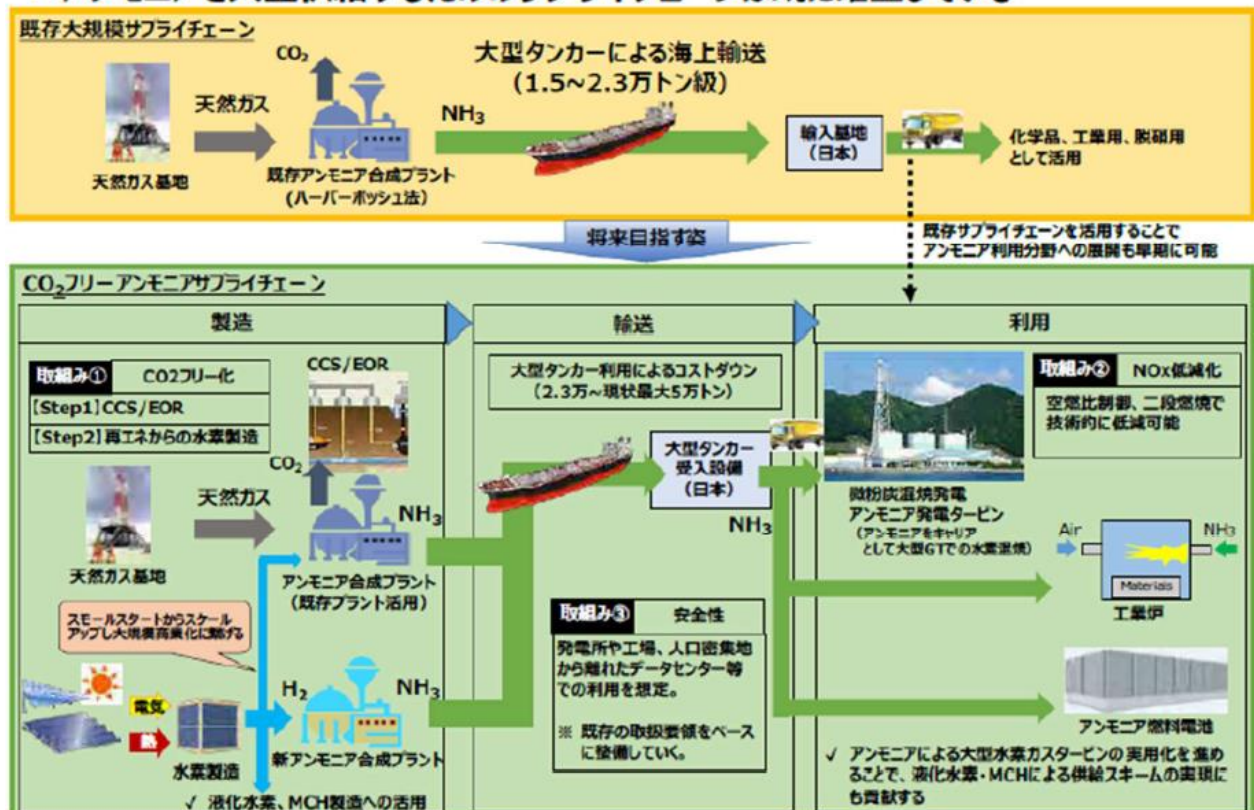 既存大規模サプライチェーン
CO₂
天然ガス
天然ガス基地
既存アンモニア合成プラント
(ハーバーボッシュ法)
NH₃
大型タンカーによる海上輸送
(1.5~2.3万トン級)
輸入基地
(日本)
化学品、工業用、脱硝用
として活用
将来目指す姿
既存サプライチェーンを活用することで
アンモニア利用分野への展開も早期に可能
CO₂フリーアンモニアサプライチェーン
製造
輸送
利用
取組み① CO2フリー化
【Step1】CCS/EOR
【Step2】再エネからの水素製造
CCS/EOR
CO₂
天然ガス
NH₃
天然ガス基地
アンモニア合成プラント
(既存プラント活用)
スモールスタートからスケール
アップし大規模商業化に繋げる
電気
熱
水素製造
H₂
NH₃
新アンモニア合成プラント
√ 液化水素、MCH製造への活用
大型タンカー利用によるコストダウン
(2.3万~現状最大5万トン)
大型タンカー
受入設備
(日本)
NH₃
取組み③ 安全性
発電所や工場、人口密集地
から離れたデータセンター等
での利用を想定。
※ 既存の取扱要領をベース
に整備していく。
取組み② NOx低減化
空燃比制御、二段燃焼で
技術的に低減可能
微粉炭混焼発電
アンモニア発電タービン
(アンモニアをキャリア
として大型GTでの水素混焼)
Air
NH₃
Materials
工業炉
アンモニア燃料電池
√ アンモニアによる大型水素ガスタービンの実用化を進め
ることで、液化水素・MCHによる供給スキームの実現に
も貢献する